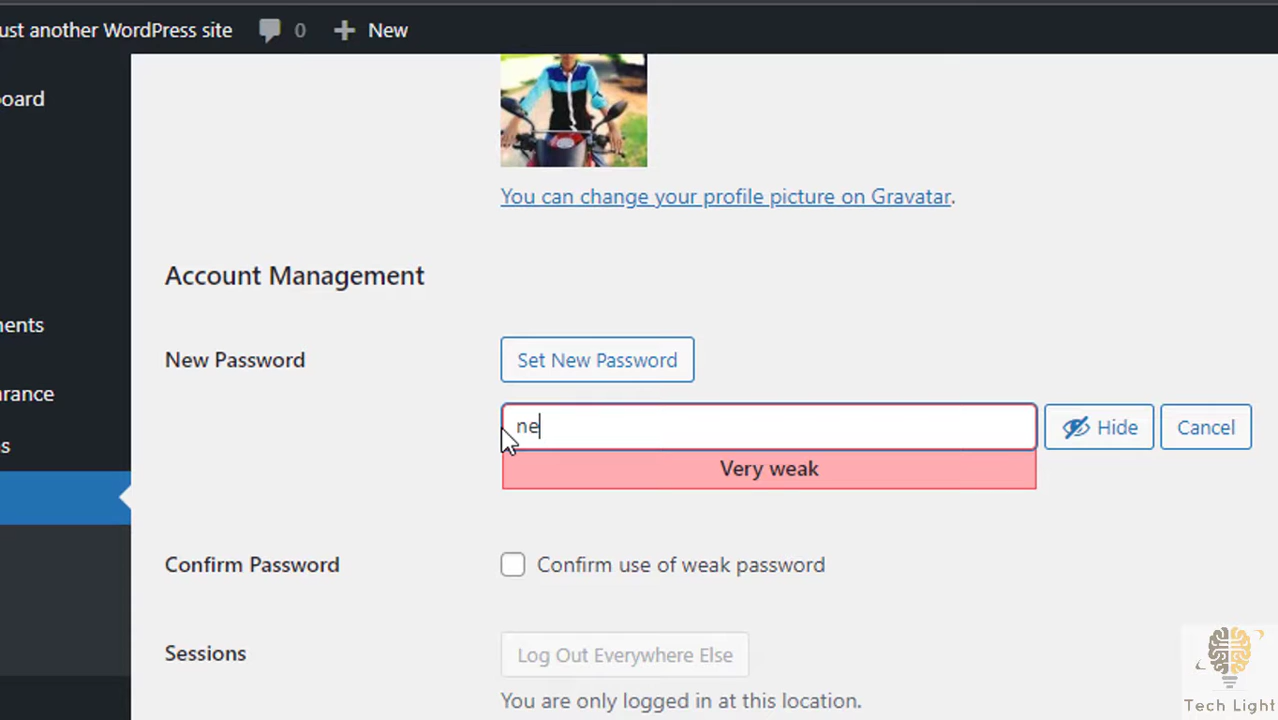 ust another WordPress site 0 New
oard
You can change your profile picture on Gravatar.
Account Management
ments
New Password Set New Password
arance
ne Hide Cancel
s
Very weak
Confirm Password Confirm use of weak password
Sessions Log Out Everywhere Else
You are only logged in at this location.
Tech Light